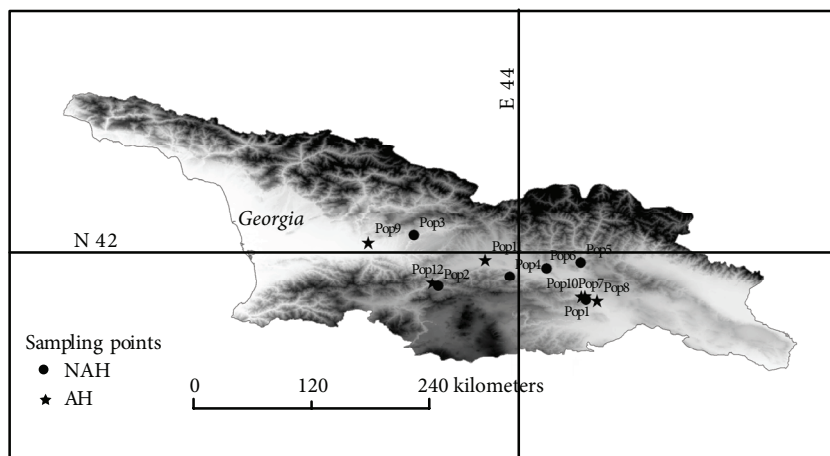 E 44
Georgia
N 42
Pop9
Pop3
Pop1
Pop4
Pop6
Pop5
Pop12
Pop2
Pop10
Pop7
Pop8
Pop1
Sampling points
NAH
AH
0 120 240 kilometers